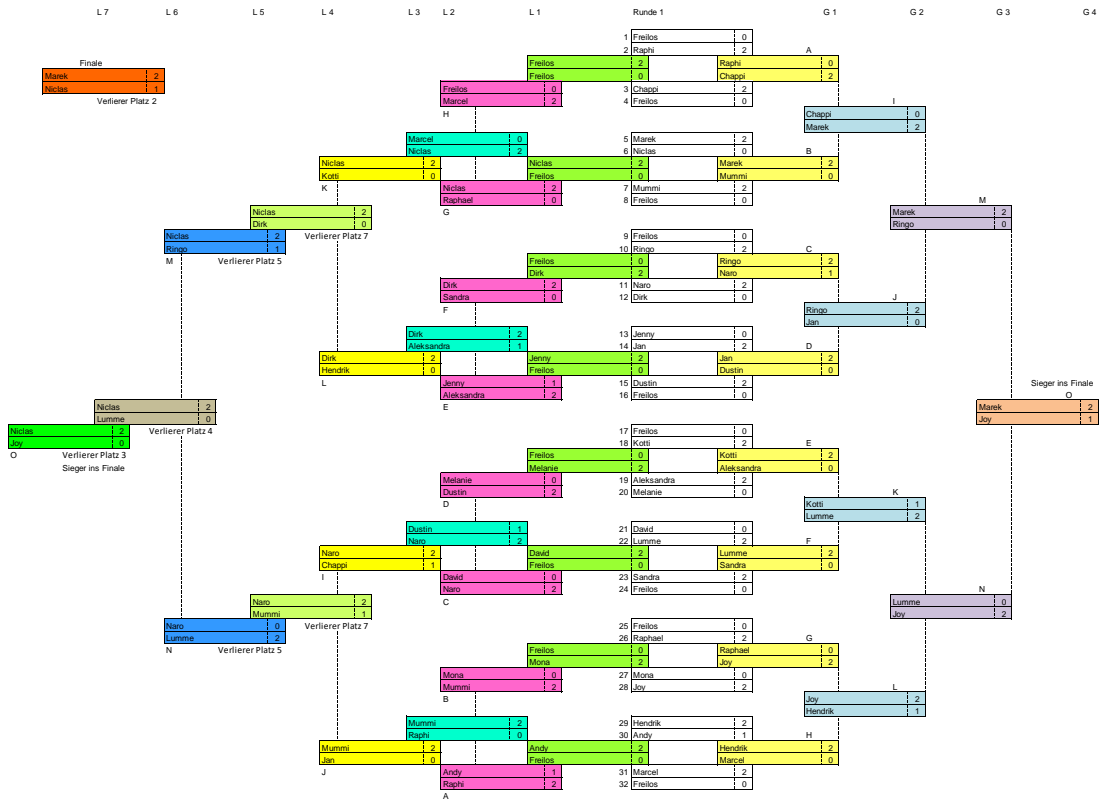 L 7 L 6 L 5 L 4 L 3 L 2 L 1 Runde 1 G 1 G 2 G 3 G 4
1 Freilos 0
2 Raphi 2 A
Finale Freilos 2 Raphi 0
Marek 2 Freilos 0 Chappi 2
Niclas 1 Freilos 0 3 Chappi 2
Verlierer Platz 2 Marcel 2 4 Freilos 0 I
H Chappi 0
Marek 2
Marcel 0 5 Marek 2
Niclas 2 6 Niclas 0 B
Niclas 2 Niclas 2 Marek 2
Kotti 0 Freilos 0 Mummi 0
K Niclas 2 7 Mummi 2
Raphael 0 8 Freilos 0 M
Niclas 2 G Marek 2
Dirk 0 Ringo 0
Niclas 2 Verlierer Platz 7 9 Freilos 0
Ringo 1 10 Ringo 2 C
M Verlierer Platz 5 Freilos 0 Ringo 2
Dirk 2 Naro 1
Dirk 2 11 Naro 2
Sandra 0 12 Dirk 0 J
F Ringo 2
Jan 0
Dirk 2 13 Jenny 0
Aleksandra 1 14 Jan 2 D
Dirk 2 Jenny 2 Jan 2
Hendrik 0 Freilos 0 Dustin 0
L Jenny 1 15 Dustin 2 Sieger ins Finale
Aleksandra 2 16 Freilos 0 O
Niclas 2 E Marek 2
Lumme 0 Joy 1
Niclas 2 Verlierer Platz 4 17 Freilos 0
Joy 0 18 Kotti 2 E
O Verlierer Platz 3 Freilos 0 Kotti 2
Sieger ins Finale Melanie 2 Aleksandra 0
Melanie 0 19 Aleksandra 2
Dustin 2 20 Melanie 0 K
D Kotti 1
Lumme 2
Dustin 1 21 David 0
Naro 2 22 Lumme 2 F
Naro 2 David 2 Lumme 2
Chappi 1 Freilos 0 Sandra 0
I David 0 23 Sandra 2
Naro 2 24 Freilos 0 N
Naro 2 C Lumme 0
Mummi 1 Joy 2
Naro 0 Verlierer Platz 7 25 Freilos 0
Lumme 2 26 Raphael 2 G
N Verlierer Platz 5 Freilos 0 Raphael 0
Mona 2 Joy 2
Mona 0 27 Mona 0
Mummi 2 28 Joy 2 L
B Joy 2
Hendrik 1
Mummi 2 29 Hendrik 2
Raphi 0 30 Andy 1 H
Mummi 2 Andy 2 Hendrik 2
Jan 0 Freilos 0 Marcel 0
J Andy 1 31 Marcel 2
Raphi 2 32 Freilos 0
A